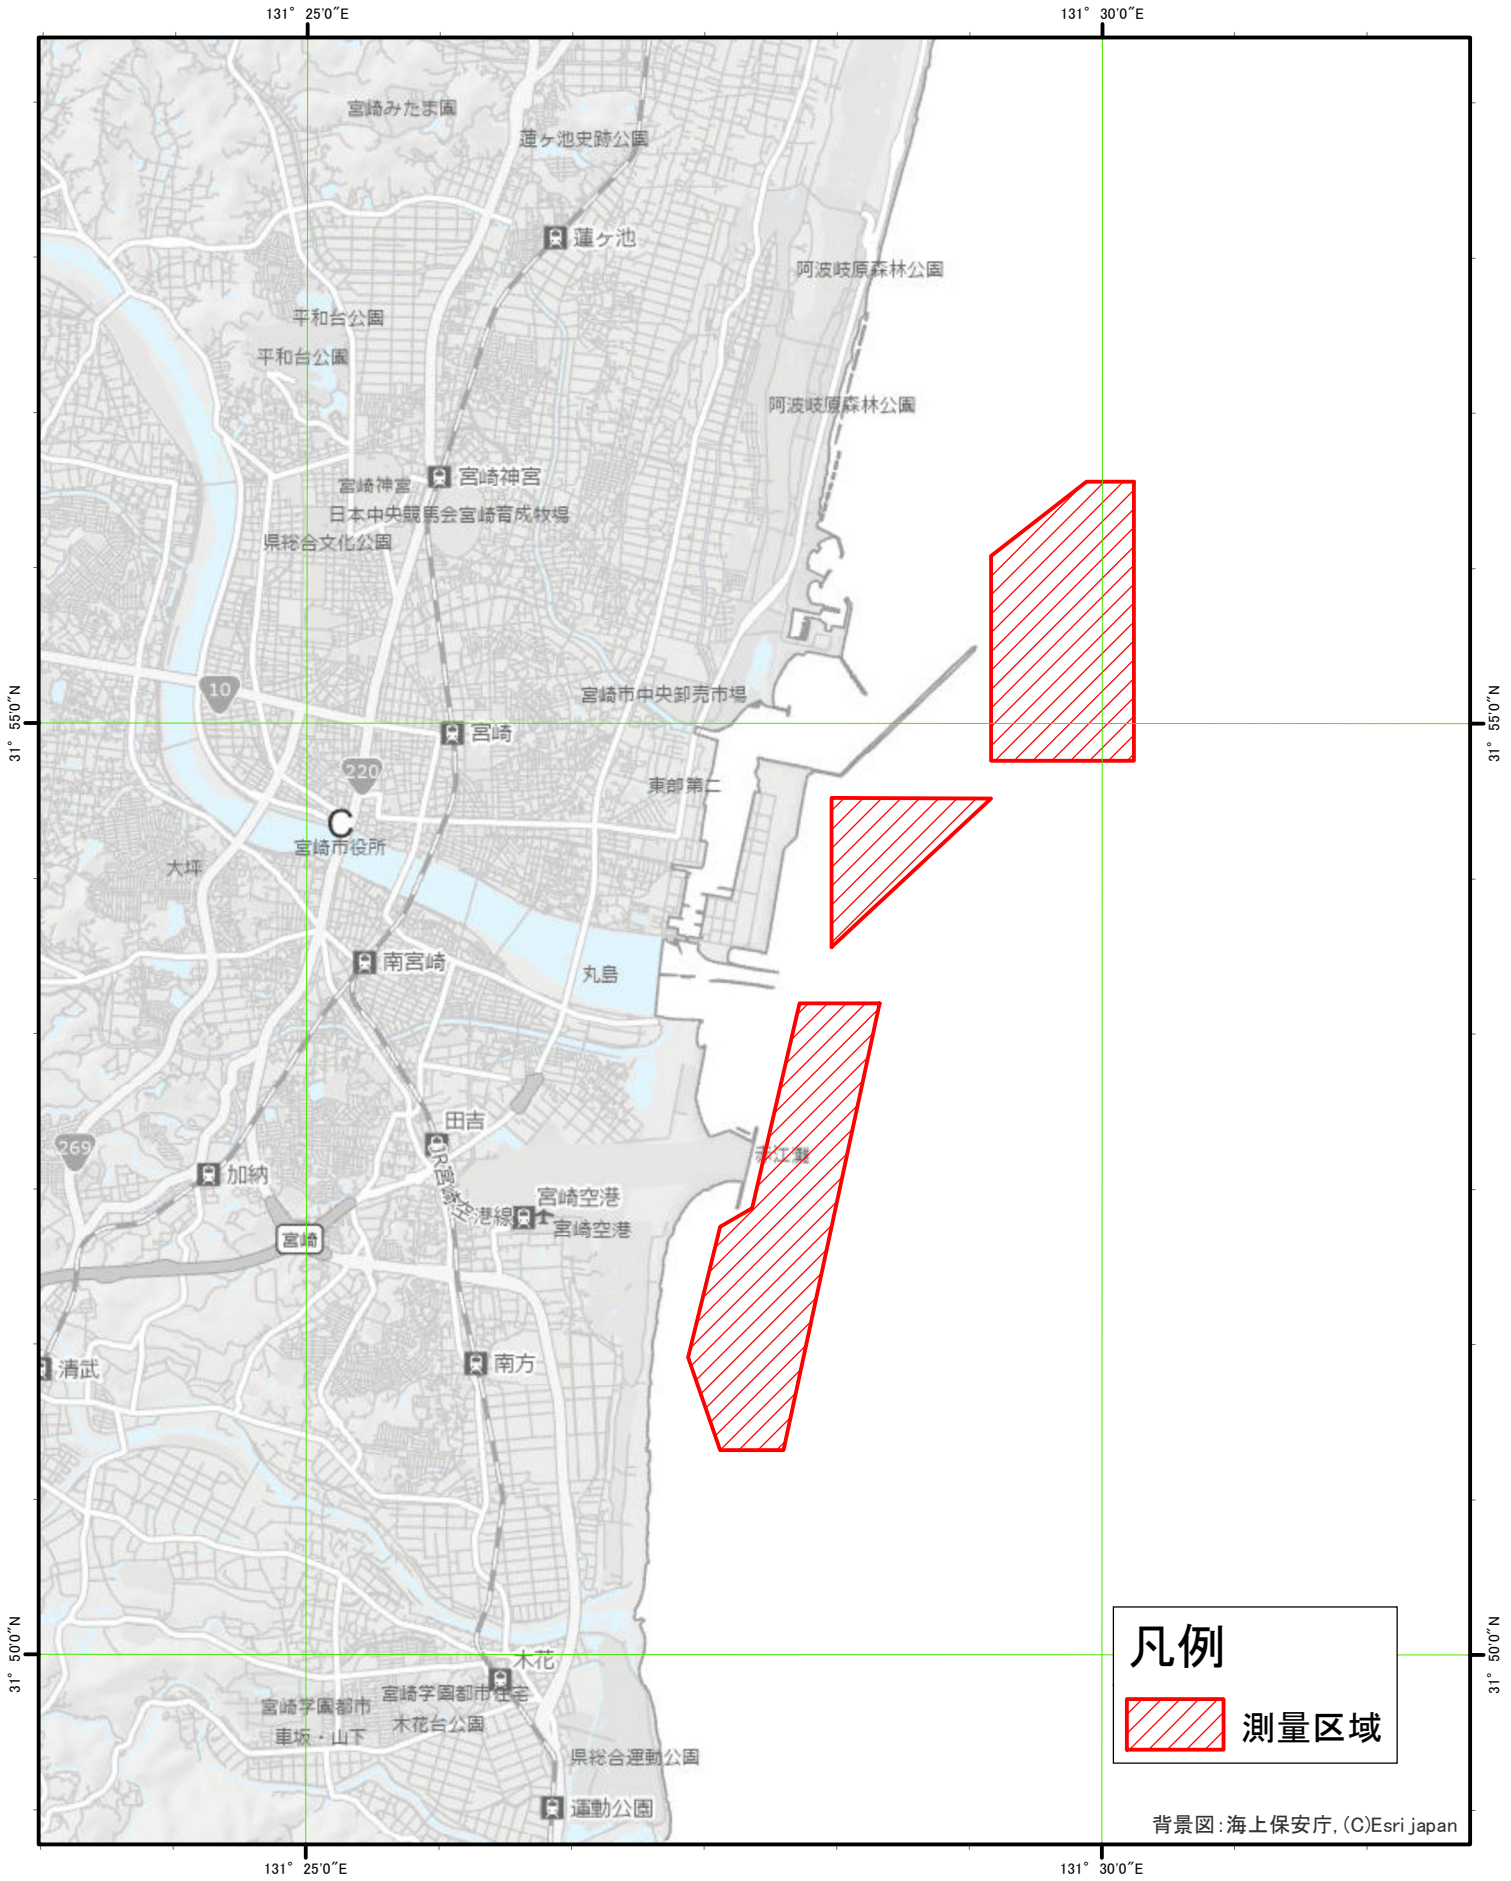 131° 25'0"E
131° 30'0"E
宮崎みたま園
蓮ヶ池史跡公園
蓮ヶ池
阿波岐原森林公園
平和台公園
平和台公園
阿波岐原森林公園
宮崎神宮
宮崎神宮
日本中央競馬会宮崎育成牧場
県総合文化公園
10
宮崎市中央卸売市場
31° 55'0"N
31° 55'0"N
宮崎
220
東部第二
C
宮崎市役所
大坪
南宮崎
丸島
田吉
269
赤江灘
加納
JR宮崎空港線
宮崎空港
宮崎空港
宮崎
南方
清武
31° 50'0"N
31° 50'0"N
木花
宮崎学園都市住宅
宮崎学園都市
車坂・山下
木花台公園
県総合運動公園
運動公園
凡例
測量区域
背景図:海上保安庁, (C)Esri japan
131° 25'0"E
131° 30'0"E